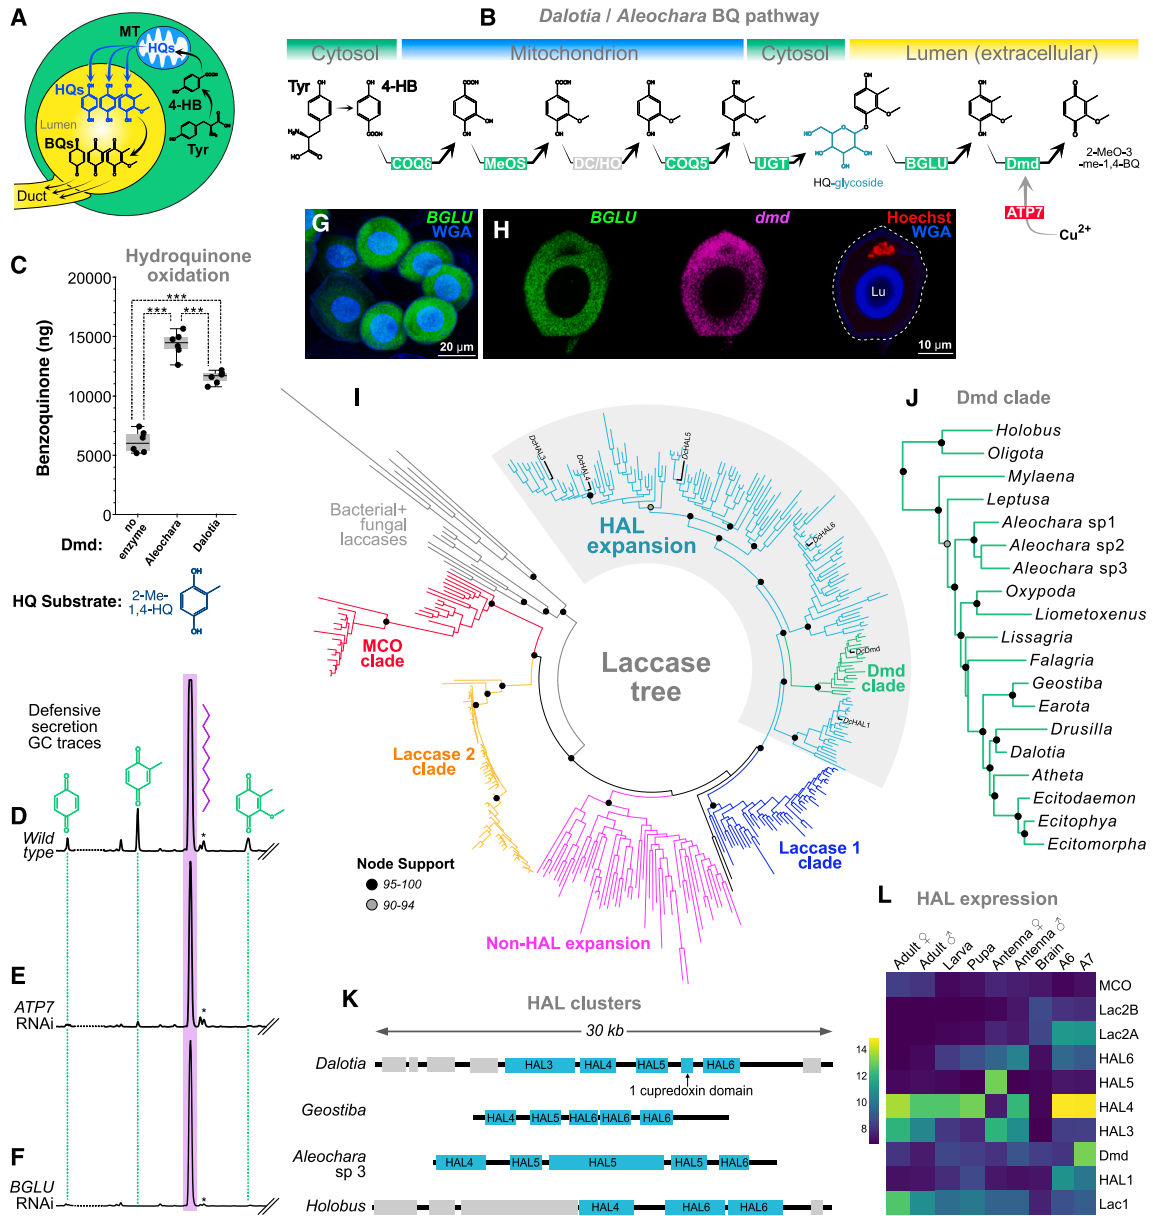 A
MT
HQs
HQs
4-HB
Lumen
BQs
Tyr
Duct
B
Dalotia / Aleochara BQ pathway
Cytosol
Mitochondrion
Cytosol
Lumen (extracellular)
Tyr
4-HB
COQ6
MeOS
DC/HO
COQ5
UGT
HQ-glycoside
BGLU
Dmd
2-MeO-3
-me-1,4-BQ
ATP7
Cu2+
C
Hydroquinone
oxidation
Benzoquinone (ng)
20000
15000
10000
5000
0
***
***
***
Dmd:
no
enzyme
Aleochara
Dalotia
HQ Substrate:
2-Me-
1,4-HQ
OH
OH
G
BGLU
WGA
20 µm
H
BGLU
dmd
Hoechst
WGA
Lu
10 µm
Defensive
secretion
GC traces
D
Wild
type
*
E
ATP7
RNAi
*
F
BGLU
RNAi
*
I
Bacterial+
fungal
laccases
DcHAL3
DcHAL4
DcHAL5
DcHAL6
HAL
expansion
MCO
clade
Laccase
tree
DcDmd
Dmd
clade
DcHAL1
Laccase 2
clade
Laccase 1
clade
Node Support
95-100
90-94
Non-HAL expansion
J
Dmd clade
Holobus
Oligota
Mylaena
Leptusa
Aleochara sp1
Aleochara sp2
Aleochara sp3
Oxypoda
Liometoxenus
Lissagria
Falagria
Geostiba
Earota
Drusilla
Dalotia
Atheta
Ecitodaemon
Ecitophya
Ecitomorpha
K
HAL clusters
30 kb
Dalotia
HAL3
HAL4
HAL5
HAL6
1 cupredoxin domain
Geostiba
HAL4
HAL5
HAL6
HAL6
HAL6
Aleochara
sp 3
HAL4
HAL5
HAL5
HAL5
HAL6
Holobus
HAL4
HAL6
HAL6
L
HAL expression
Adult ♀
Adult ♂
Larva
Pupa
Antenna ♀
Antenna ♂
Brain
A6
A7
14
12
10
8
MCO
Lac2B
Lac2A
HAL6
HAL5
HAL4
HAL3
Dmd
HAL1
Lac1